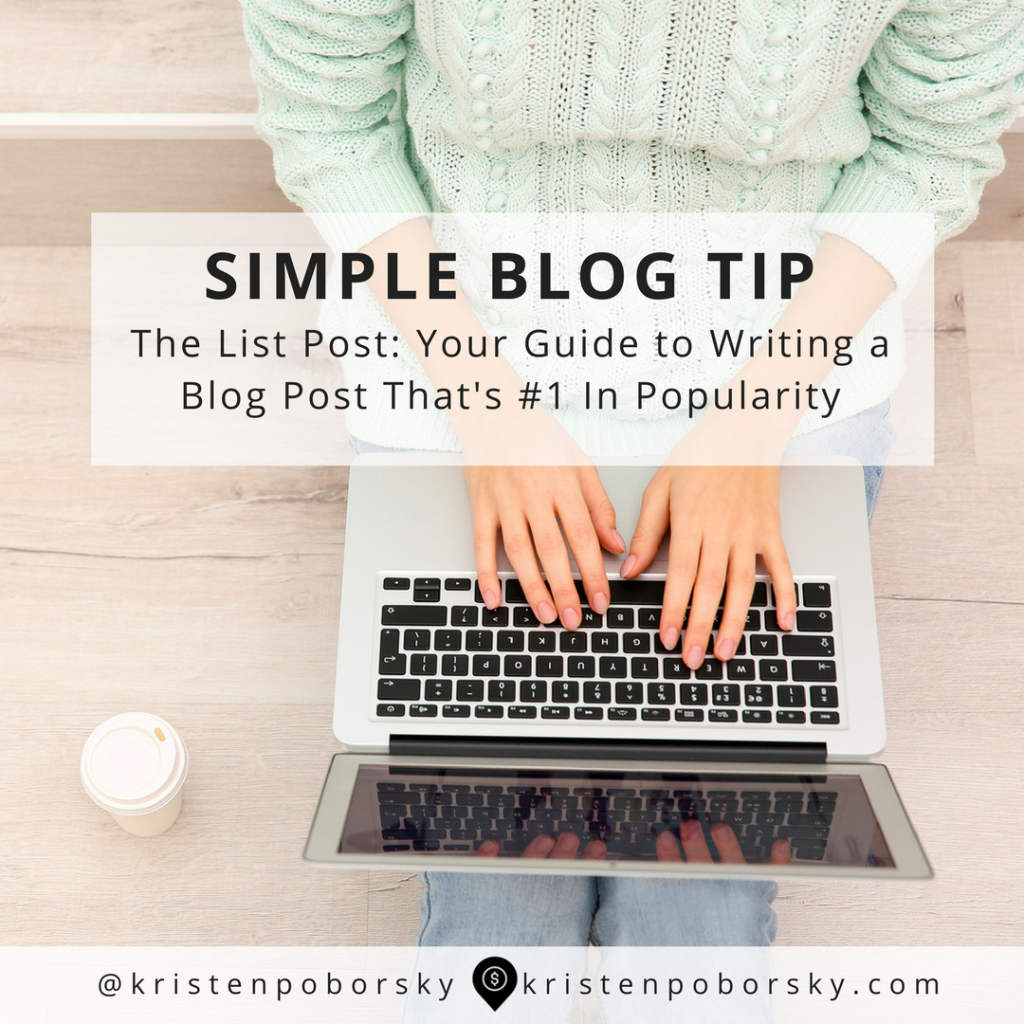 SIMPLE BLOG TIP
The List Post: Your Guide to Writing a
Blog Post That's #1 In Popularity
@kristenpoborsky $ kristenpoborsky.com